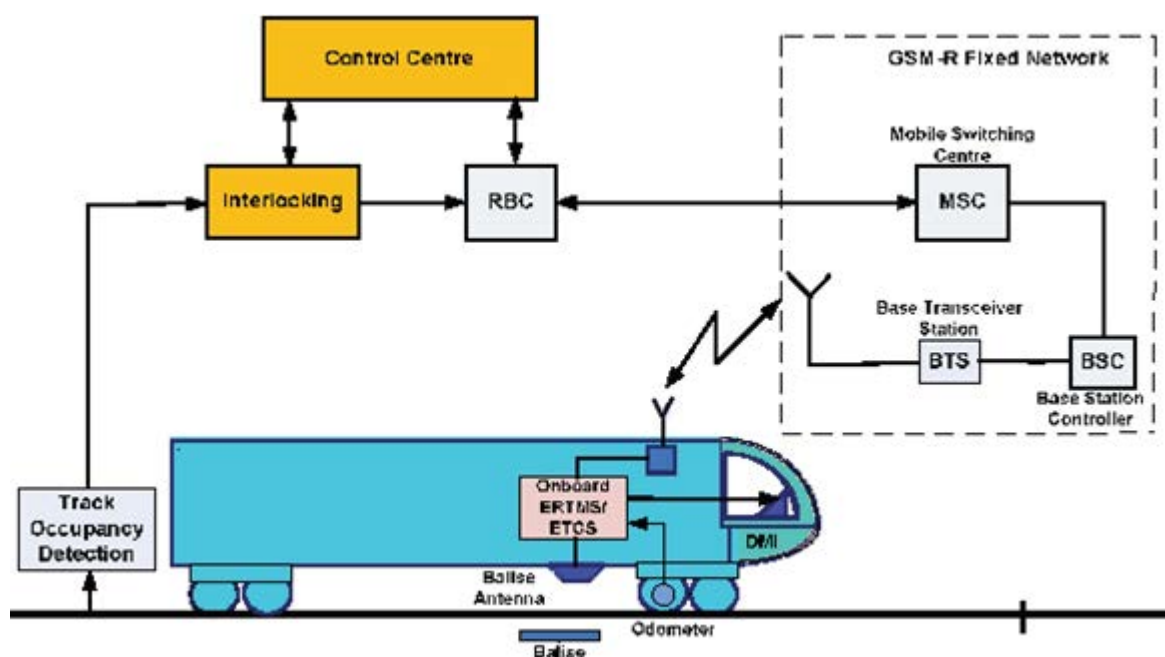 Control Centre
GSM-R Fixed Network
Mobile Switching
Centre
Interlocking
RBC
MSC
Base Transceiver
Station
BTS
BSC
Base Station
Controller
Track
Occupancy
Detection
Onboard
ERTMS/
ETCS
DMI
Balise
Antenna
Odometer
Balise